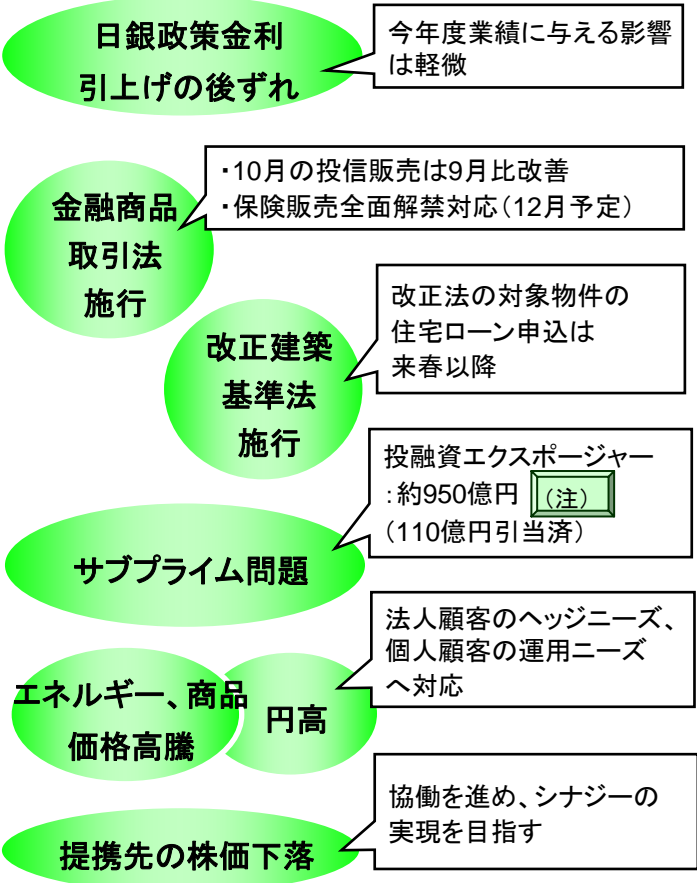 日銀政策金利
引上げの後ずれ
今年度業績に与える影響
は軽微
金融商品
取引法
施行
・10月の投信販売は9月比改善
・保険販売全面解禁対応(12月予定)
改正建築
基準法
施行
改正法の対象物件の
住宅ローン申込は
来春以降
サブプライム問題
投融資エクスポージャー
:約950億円 (注)
(110億円引当済)
エネルギー、商品
価格高騰
円高
法人顧客のヘッジニーズ、
個人顧客の運用ニーズ
へ対応
提携先の株価下落
協働を進め、シナジーの
実現を目指す